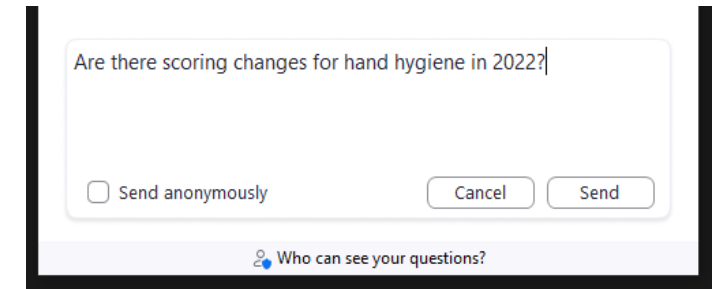 Are there scoring changes for hand hygiene in 2022?
Send anonymously
Cancel
Send
Who can see your questions?